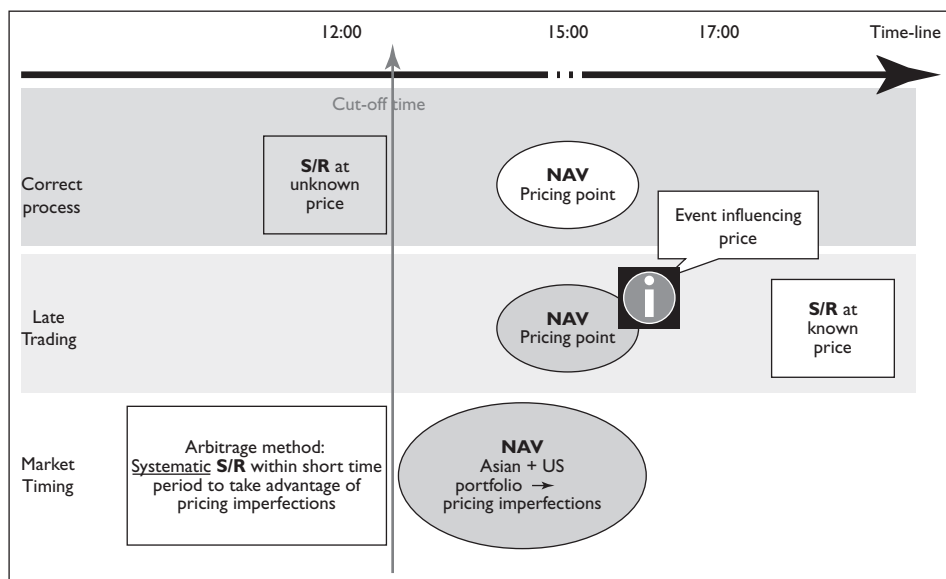 12:00 15:00 17:00 Time-line
Cut-off time
Correct
process
S/R at
unknown
price
NAV
Pricing point
Event influencing
price
Late
Trading
NAV
Pricing point
i
S/R at
known
price
Market
Timing
Arbitrage method:
Systematic S/R within short time
period to take advantage of
pricing imperfections
NAV
Asian + US
portfolio →
pricing imperfections